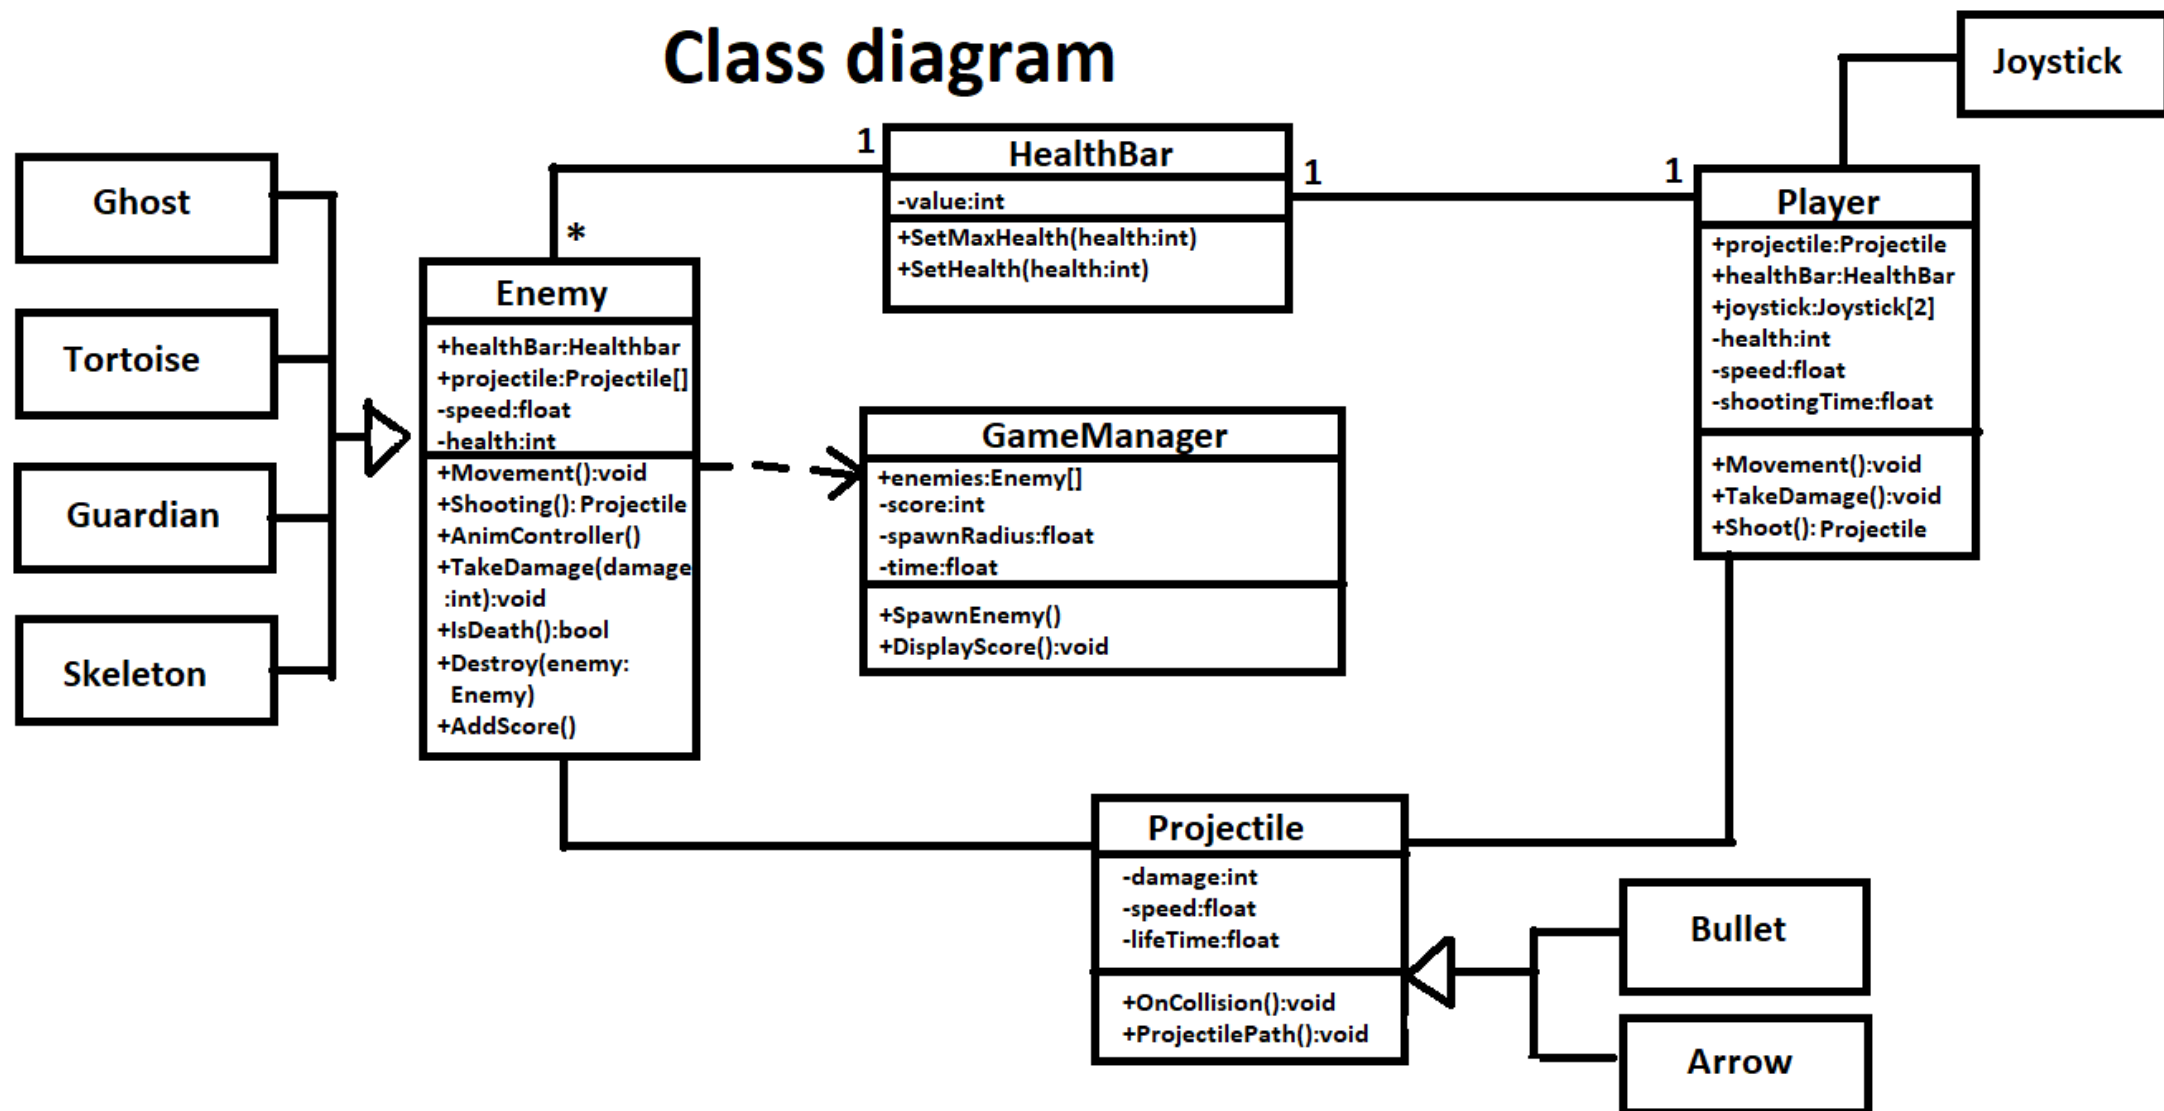 Class diagram
Joystick
Ghost
Tortoise
Guardian
Skeleton
1
*
Enemy
+healthBar:Healthbar
+projectile:Projectile[]
-speed:float
-health:int
+Movement():void
+Shooting(): Projectile
+AnimController()
+TakeDamage(damage
:int):void
+IsDeath():bool
+Destroy(enemy:
Enemy)
+AddScore()
HealthBar
-value:int
+SetMaxHealth(health:int)
+SetHealth(health:int)
1
1
Player
+projectile:Projectile
+healthBar:HealthBar
+joystick:Joystick[2]
-health:int
-speed:float
-shootingTime:float
+Movement():void
+TakeDamage():void
+Shoot(): Projectile
GameManager
+enemies:Enemy[]
-score:int
-spawnRadius:float
-time:float
+SpawnEnemy()
+DisplayScore():void
Projectile
-damage:int
-speed:float
-lifeTime:float
+OnCollision():void
+ProjectilePath():void
Bullet
Arrow